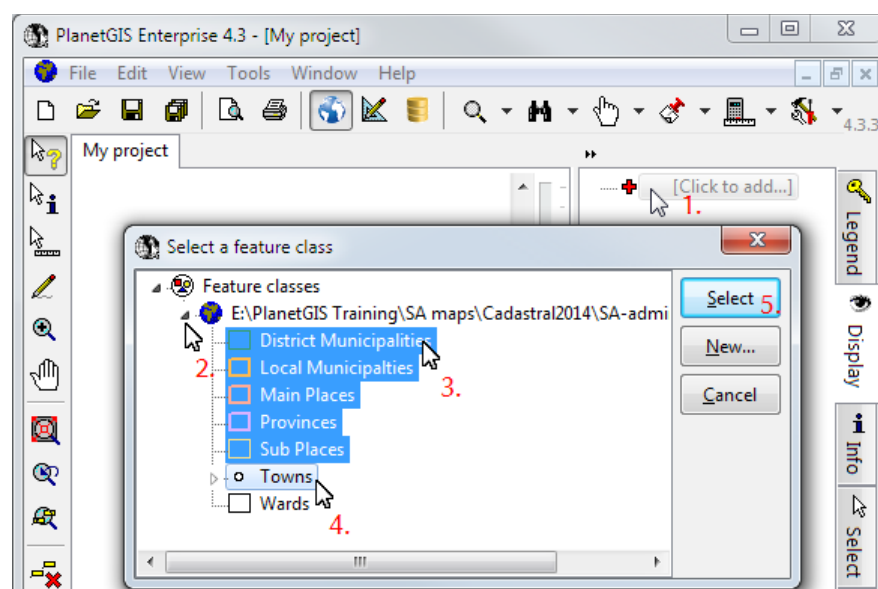 PlanetGIS Enterprise 4.3 - [My project]
File Edit View Tools Window Help
4.3.3
My project
[Click to add...]
1.
Legend
Display
Info
Select
Select a feature class
Feature classes
E:\PlanetGIS Training\SA maps\Cadastral2014\SA-admi
2.
District Municipalities
3.
Local Municipalties
Main Places
Provinces
Sub Places
Towns
Wards
4.
Select 5.
New...
Cancel